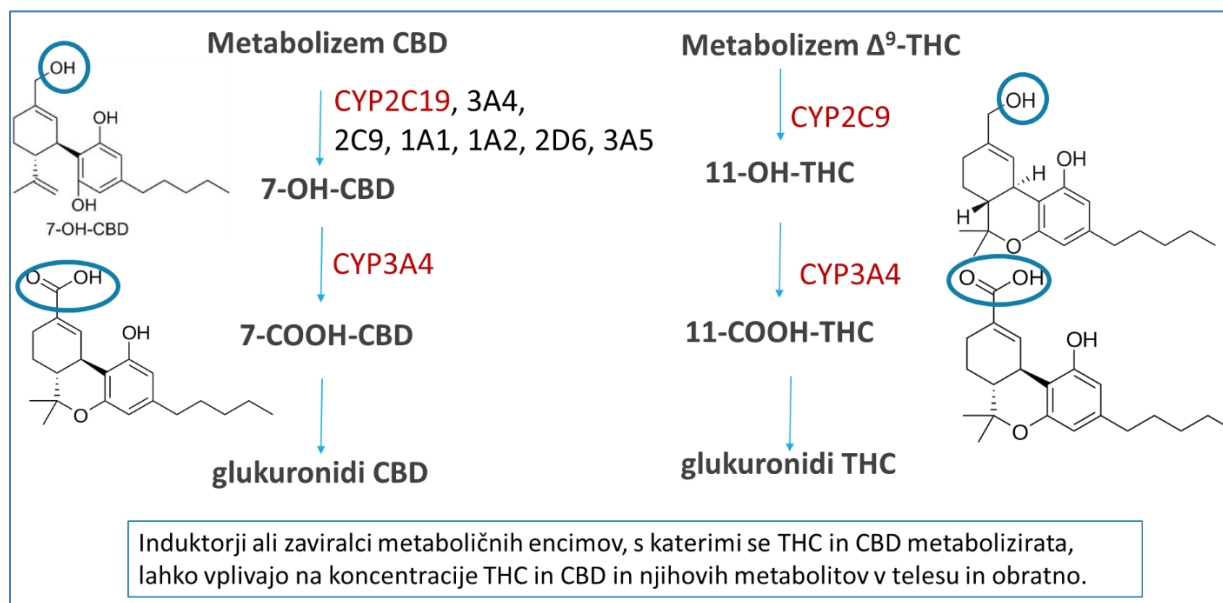 Metabolizem CBD
CYP2C19, 3A4,
2C9, 1A1, 1A2, 2D6, 3A5
7-OH-CBD
CYP3A4
7-COOH-CBD
glukuronidi CBD
OH
OH
OH
7-OH-CBD
O
OH
OH
O
Metabolizem Δ⁹-THC
CYP2C9
11-OH-THC
CYP3A4
11-COOH-THC
glukuronidi THC
OH
OH
H
H
O
O
OH
OH
O
Induktorji ali zaviralci metaboličnih encimov, s katerimi se THC in CBD metabolizirata,
lahko vplivajo na koncentracije THC in CBD in njihovih metabolitov v telesu in obratno.